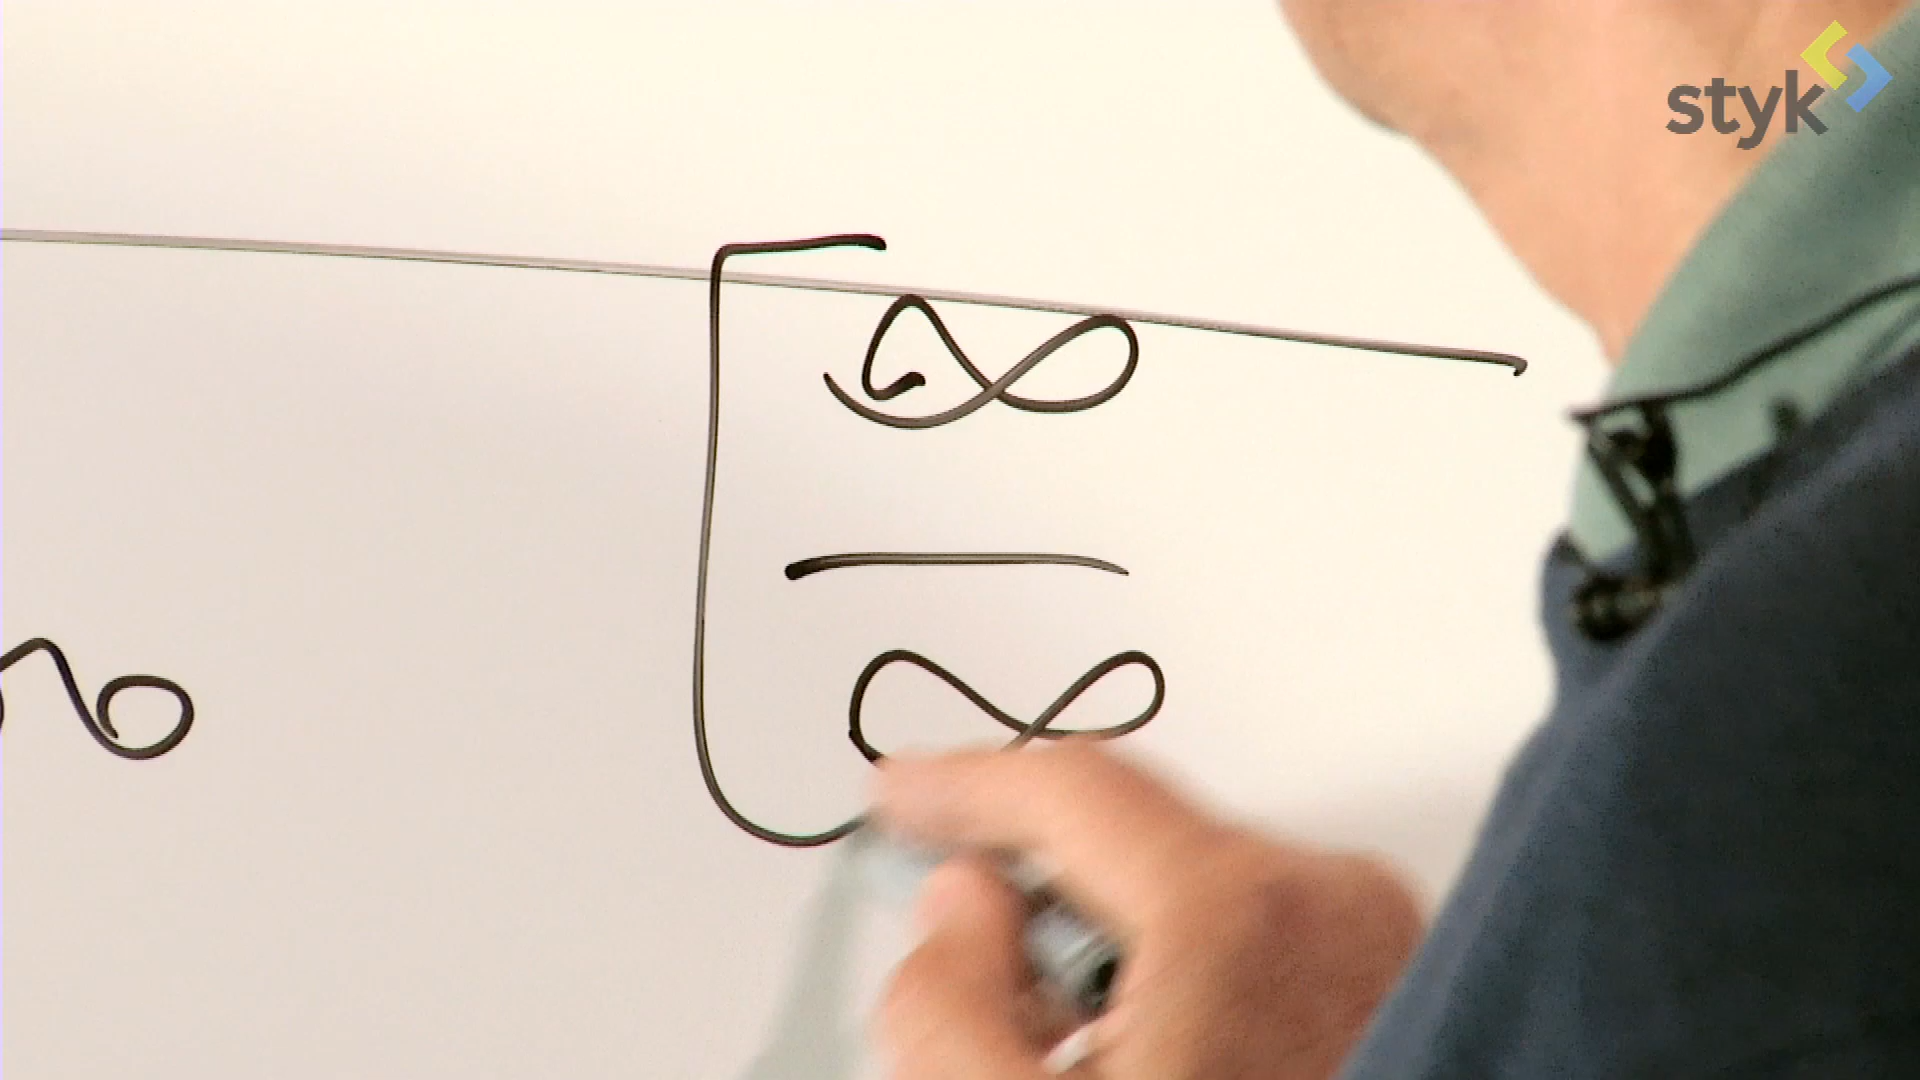 styk
[ ∞
—
∞